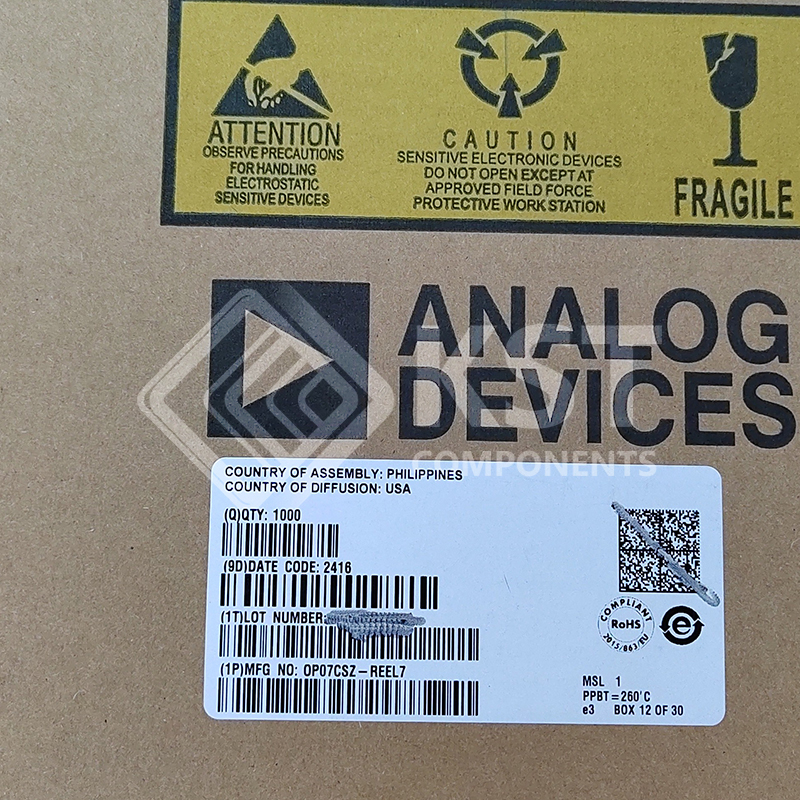 ATTENTION
OBSERVE PRECAUTIONS
FOR HANDLING
ELECTROSTATIC
SENSITIVE DEVICES
CAUTION
SENSITIVE ELECTRONIC DEVICES
DO NOT OPEN EXCEPT AT
APPROVED FIELD FORCE
PROTECTIVE WORK STATION
FRAGILE
ANALOG
DEVICES
KST
COMPONENTS
COUNTRY OF ASSEMBLY: PHILIPPINES
COUNTRY OF DIFFUSION: USA
(Q)QTY: 1000
(9D)DATE CODE: 2416
(1T)LOT NUMBER:
(1P)MFG NO: OP07CSZ-REEL7
COMPLIANT
RoHS
2015/863/EU
e
MSL 1
PPBT=260°C
e3 BOX 12 OF 30